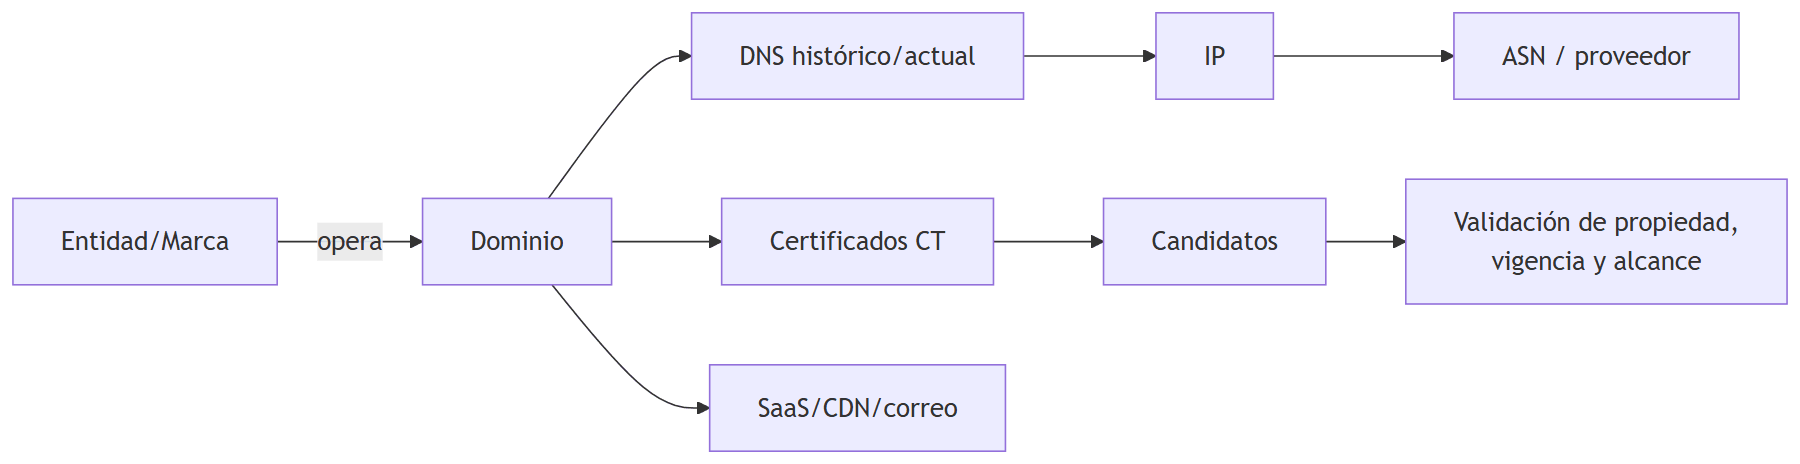 DNS histórico/actual
IP
ASN / proveedor
Entidad/Marca
opera
Dominio
Certificados CT
Candidatos
Validación de propiedad,
vigencia y alcance
SaaS/CDN/correo